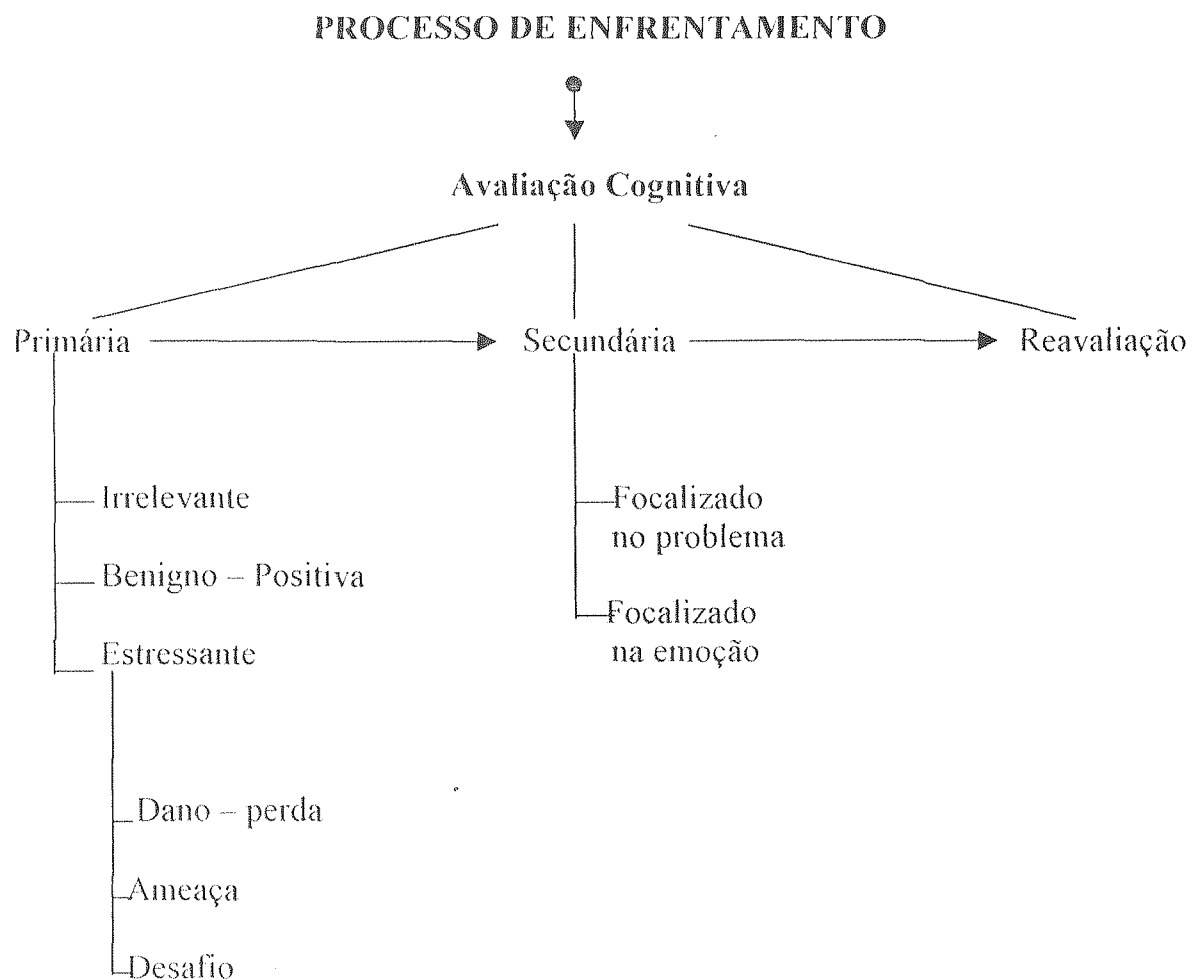 PROCESSO DE ENFRENTAMENTO
Avaliação Cognitiva
Primária
Secundária
Reavaliação
Irrelevante
Benigno – Positiva
Estressante
Focalizado
no problema
Focalizado
na emoção
Dano – perda
Ameaça
Desafio